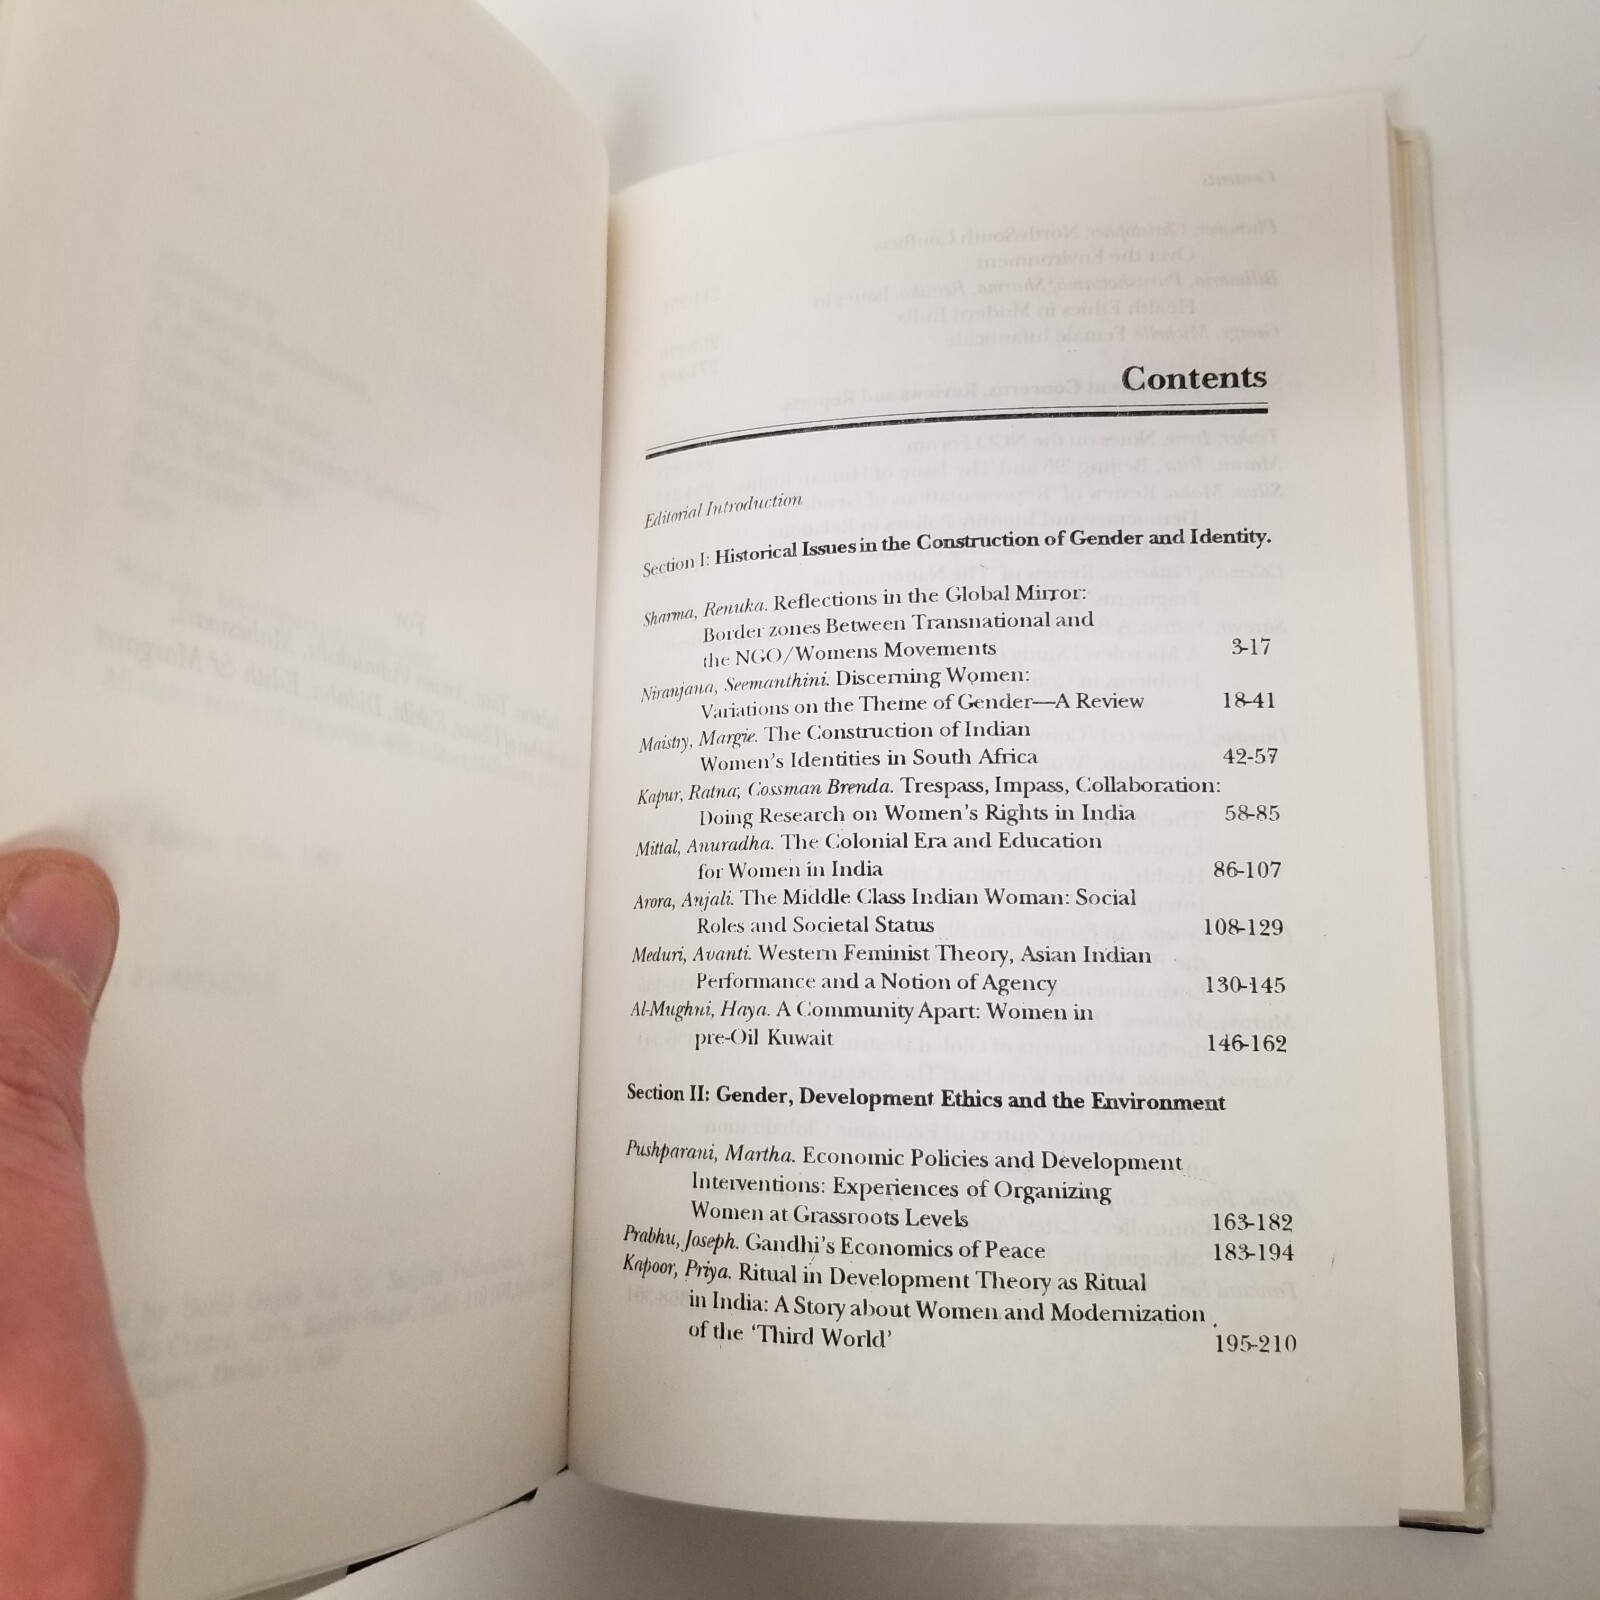 Contents
Editorial Introduction
Section I: Historical Issues in the Construction of Gender and Identity.
Sharma, Renuka. Reflections in the Global Mirror:
Border zones Between Transnational and
the NGO/Womens Movements 3-17
Niranjana, Seemanthini. Discerning Women:
Variations on the Theme of Gender—A Review 18-41
Maistry, Margie. The Construction of Indian
Women's Identities in South Africa 42-57
Kapur, Ratna; Cossman Brenda. Trespass, Impass, Collaboration:
Doing Research on Women's Rights in India 58-85
Mittal, Anuradha. The Colonial Era and Education
for Women in India 86-107
Arora, Anjali. The Middle Class Indian Woman: Social
Roles and Societal Status 108-129
Meduri, Avanti. Western Feminist Theory, Asian Indian
Performance and a Notion of Agency 130-145
Al-Mughni, Haya. A Community Apart: Women in
pre-Oil Kuwait 146-162
Section II: Gender, Development Ethics and the Environment
Pushparani, Martha. Economic Policies and Development
Interventions: Experiences of Organizing
Women at Grassroots Levels 163-182
Prabhu, Joseph. Gandhi's Economics of Peace 183-194
Kapoor, Priya. Ritual in Development Theory as Ritual
in India: A Story about Women and Modernization
of the 'Third World' 195-210